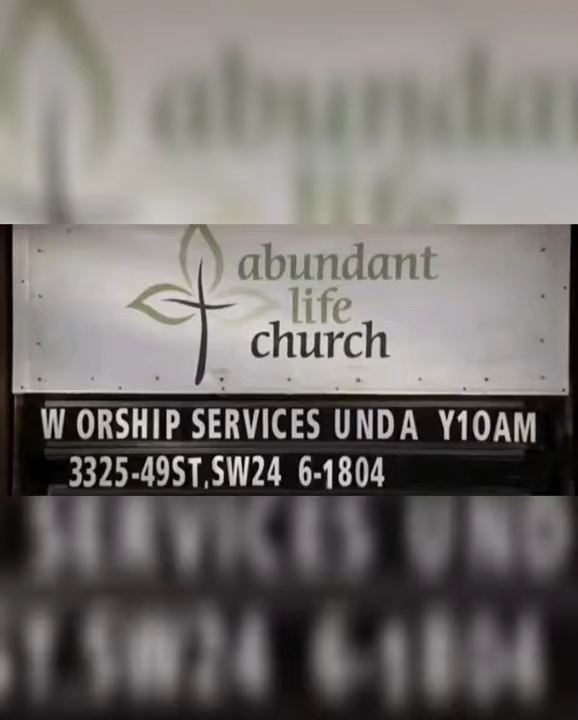 abundant
life
church
W ORSHIP SERVICES UNDA Y10AM
3325-49ST,SW24 6-1804